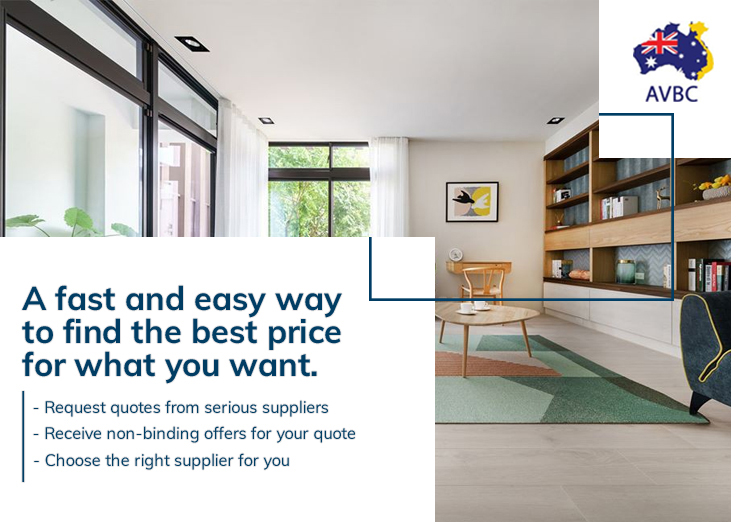 AVBC
A fast and easy way
to find the best price
for what you want.
- Request quotes from serious suppliers
- Receive non-binding offers for your quote
- Choose the right supplier for you